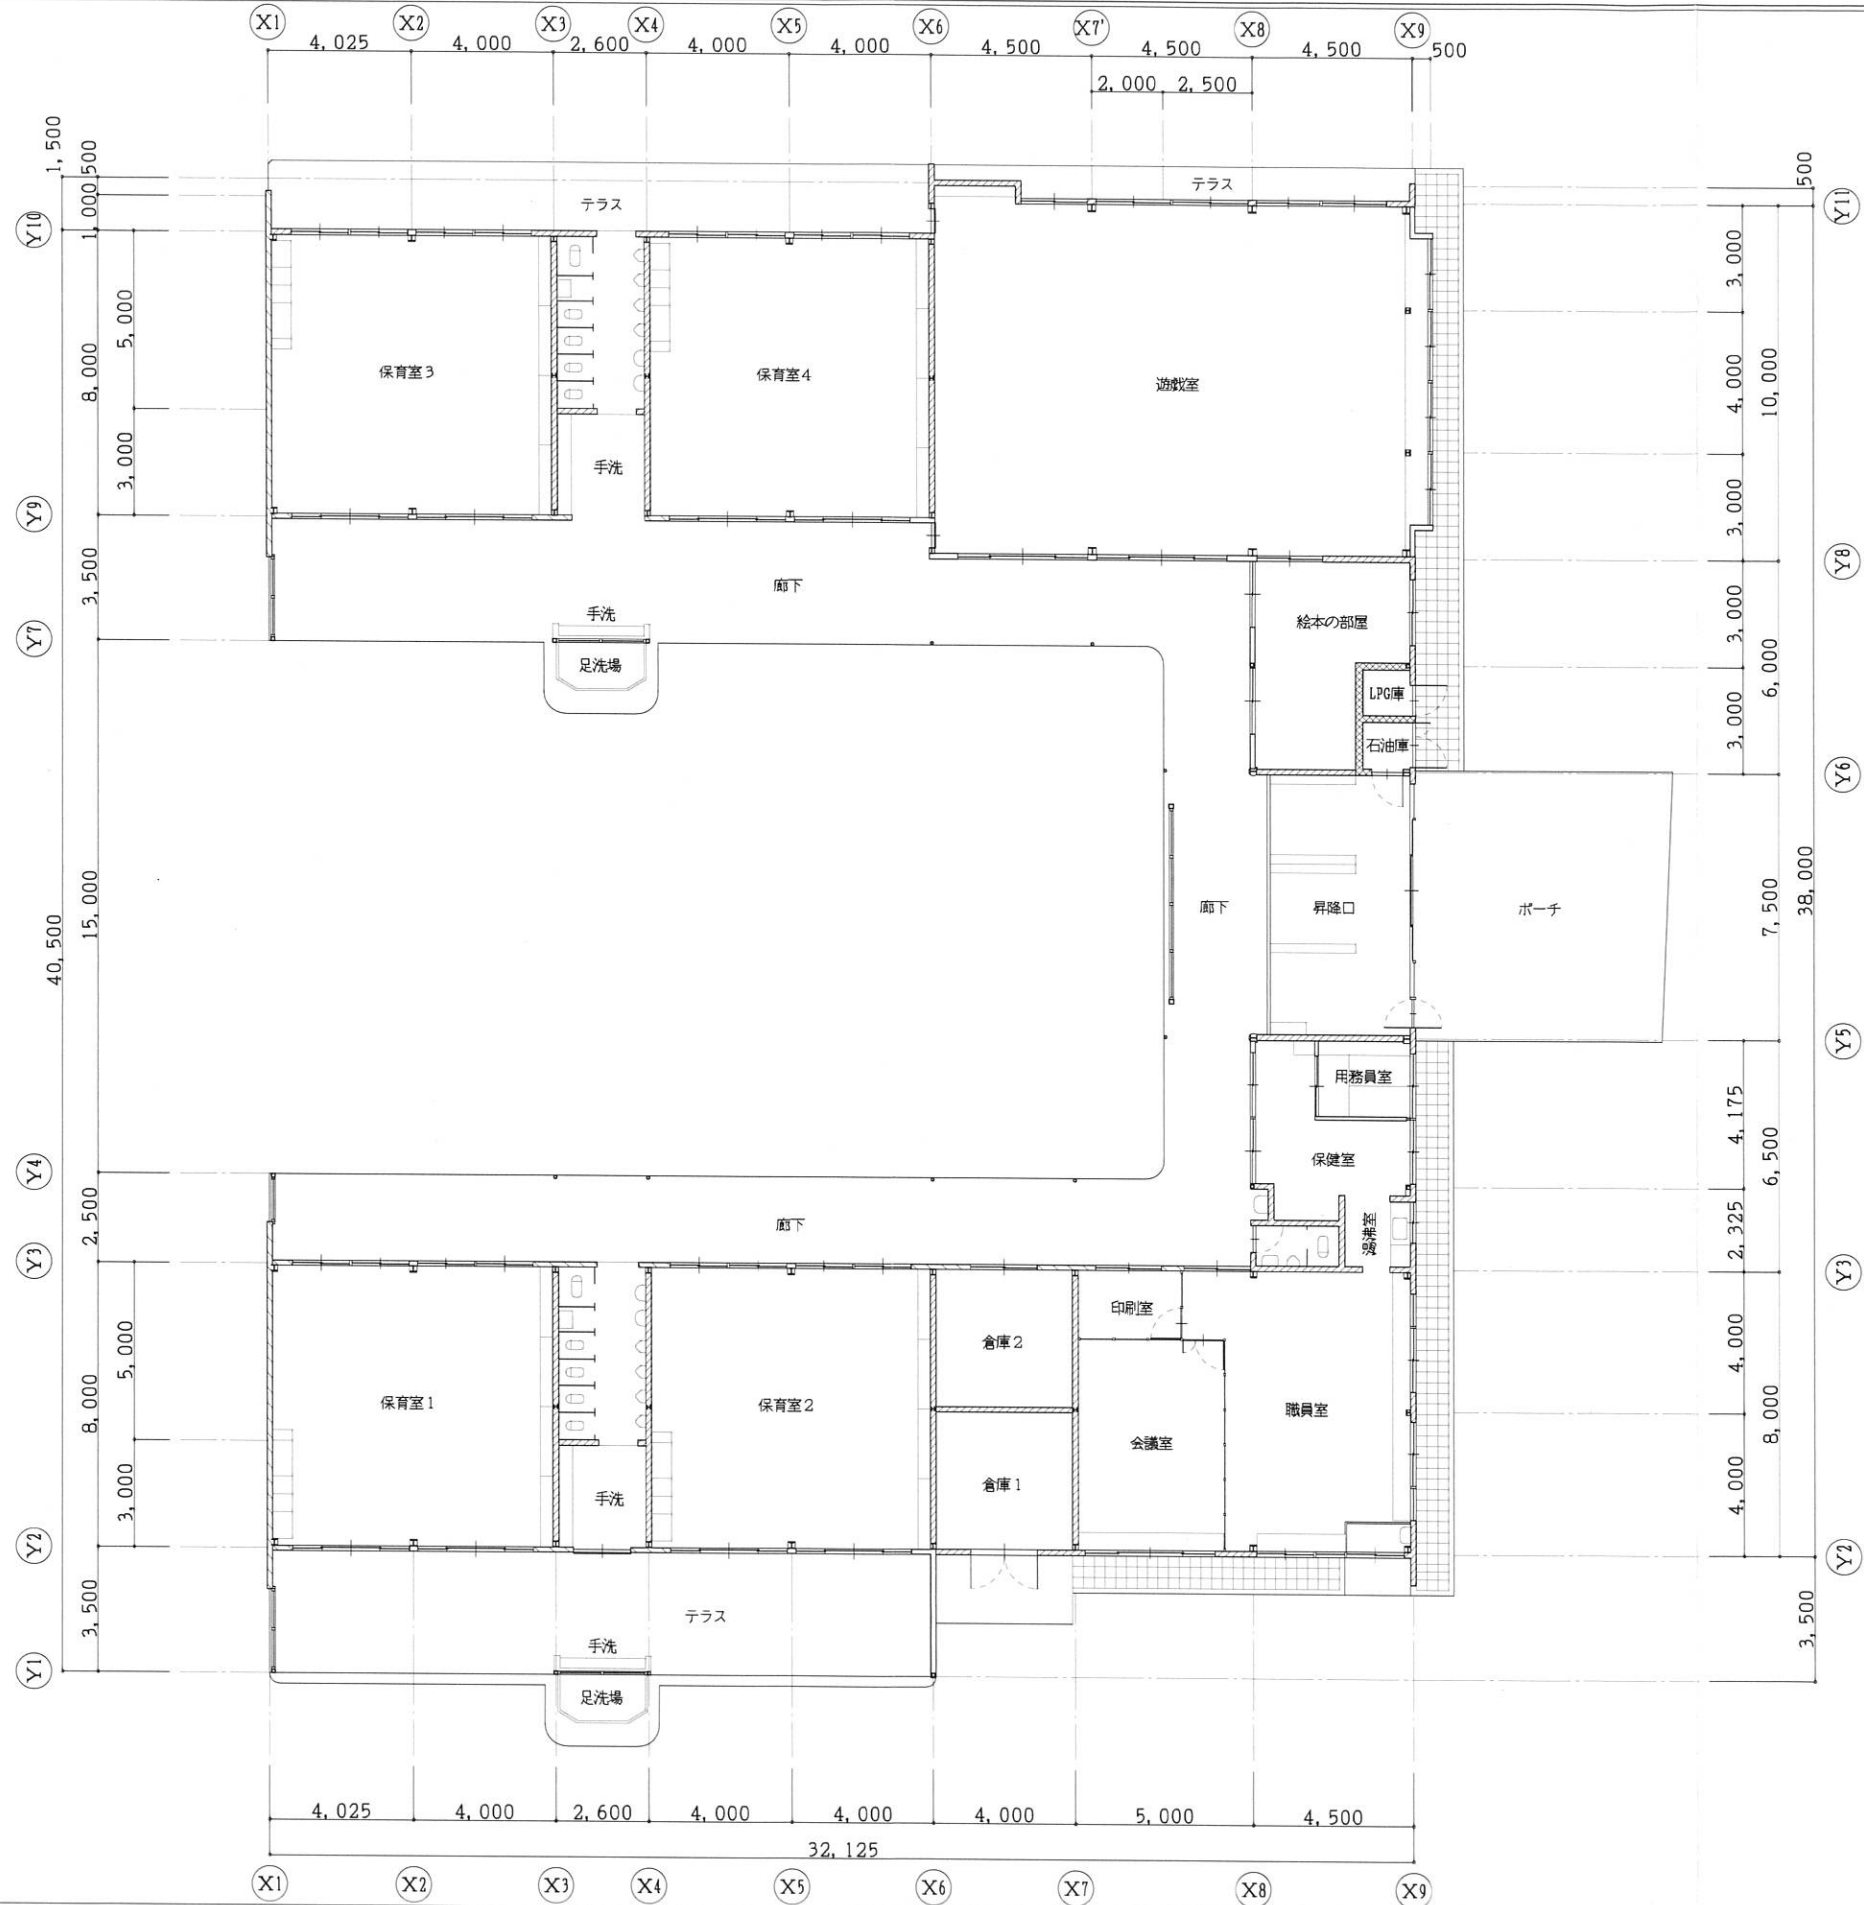 X1 X2 X3 X4 X5 X6 X7' X8 X9
4,025 4,000 2,600 4,000 4,000 4,500 4,500 4,500 500
2,000 2,500
1,500
500
1,000
500
テラス
テラス
Y10
Y11
8,000
5,000
3,000
保育室3
保育室4
遊戯室
3,000
4,000
3,000
10,000
手洗
Y9
Y8
3,500
廊下
手洗
足洗場
Y7
絵本の部屋
LPG庫
石油庫
3,000
3,000
6,000
Y6
40,500
15,000
廊下
昇降口
ポーチ
7,500
38,000
Y5
用務員室
保健室
湯沸室
4,175
2,325
6,500
Y4
2,500
廊下
Y3
Y3
印刷室
倉庫2
8,000
5,000
3,000
保育室1
保育室2
職員室
会議室
倉庫1
手洗
4,000
4,000
8,000
Y2
Y2
3,500
テラス
手洗
足洗場
3,500
Y1
4,025 4,000 2,600 4,000 4,000 4,000 5,000 4,500
32,125
X1 X2 X3 X4 X5 X6 X7 X8 X9